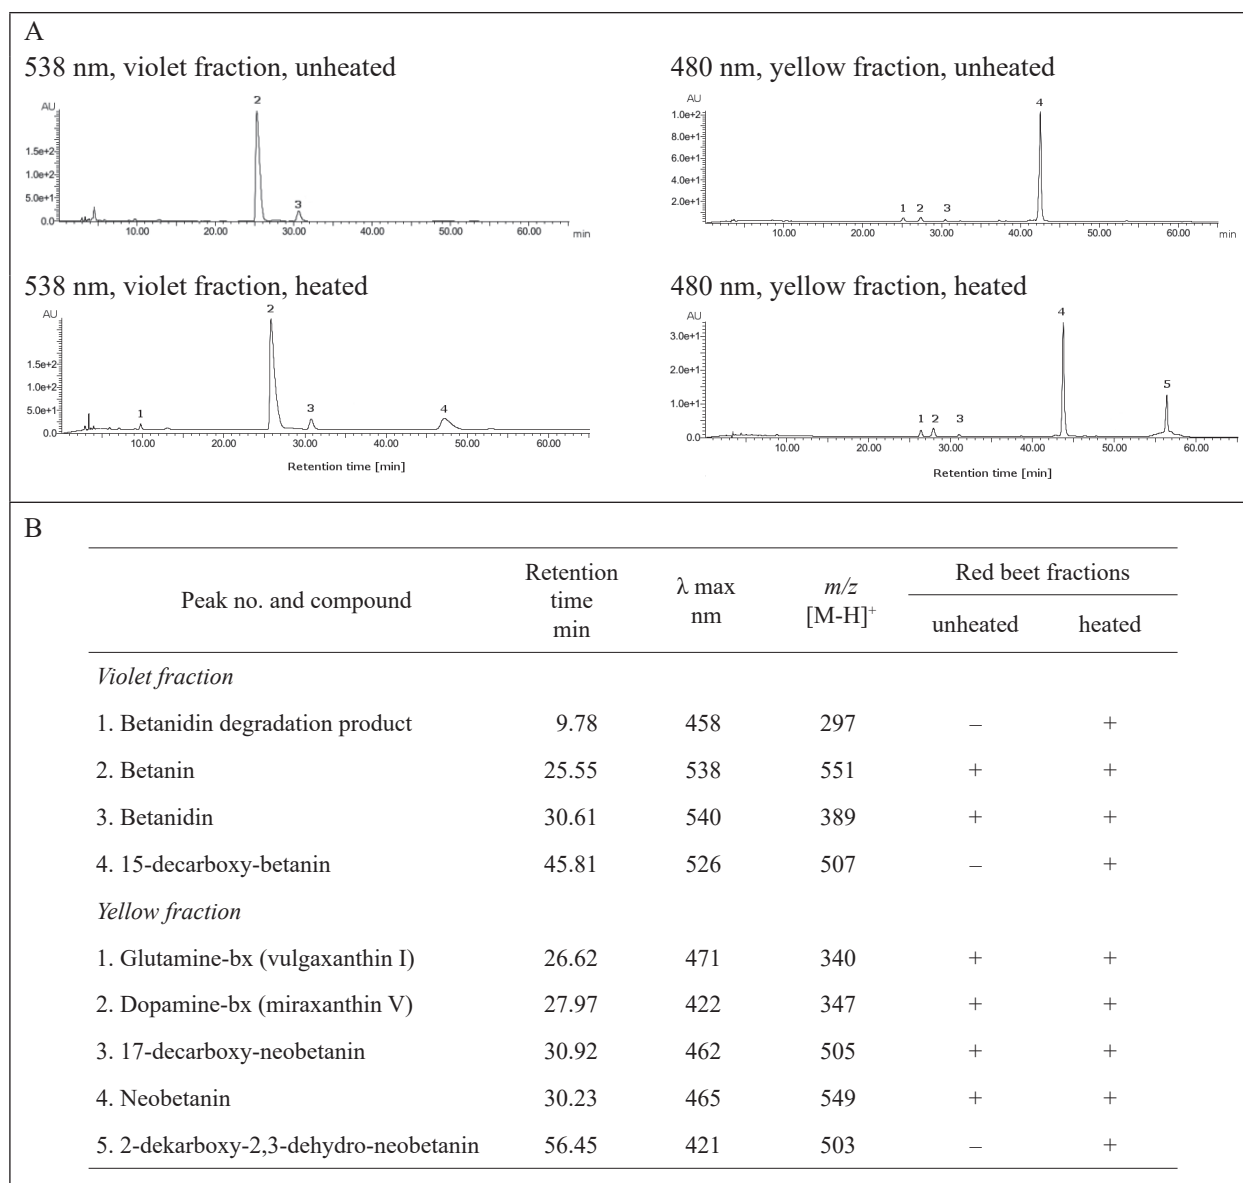 A
538 nm, violet fraction, unheated
AU
1.5e+2
1.0e+2
5.0e+1
0.0
2
3
10.00 20.00 30.00 40.00 50.00 60.00 min
480 nm, yellow fraction, unheated
AU
1.0e+2
8.0e+1
6.0e+1
4.0e+1
2.0e+1
1 2 3 4
10.00 20.00 30.00 40.00 50.00 60.00 min
538 nm, violet fraction, heated
AU
1.5e+2
1.0e+2
5.0e+1
0.0
1 2 3 4
10.00 20.00 30.00 40.00 50.00 60.00
Retention time [min]
480 nm, yellow fraction, heated
AU
3.0e+1
2.0e+1
1.0e+1
0.0
1 2 3 4 5
10.00 20.00 30.00 40.00 50.00 60.00
Retention time [min]
B
Peak no. and compound Retention time min λ max nm m/z [M-H]⁺ Red beet fractions
unheated heated
Violet fraction
1. Betanidin degradation product 9.78 458 297 – +
2. Betanin 25.55 538 551 + +
3. Betanidin 30.61 540 389 + +
4. 15-decarboxy-betanin 45.81 526 507 – +
Yellow fraction
1. Glutamine-bx (vulgaxanthin I) 26.62 471 340 + +
2. Dopamine-bx (miraxanthin V) 27.97 422 347 + +
3. 17-decarboxy-neobetanin 30.92 462 505 + +
4. Neobetanin 30.23 465 549 + +
5. 2-dekarboxy-2,3-dehydro-neobetanin 56.45 421 503 – +